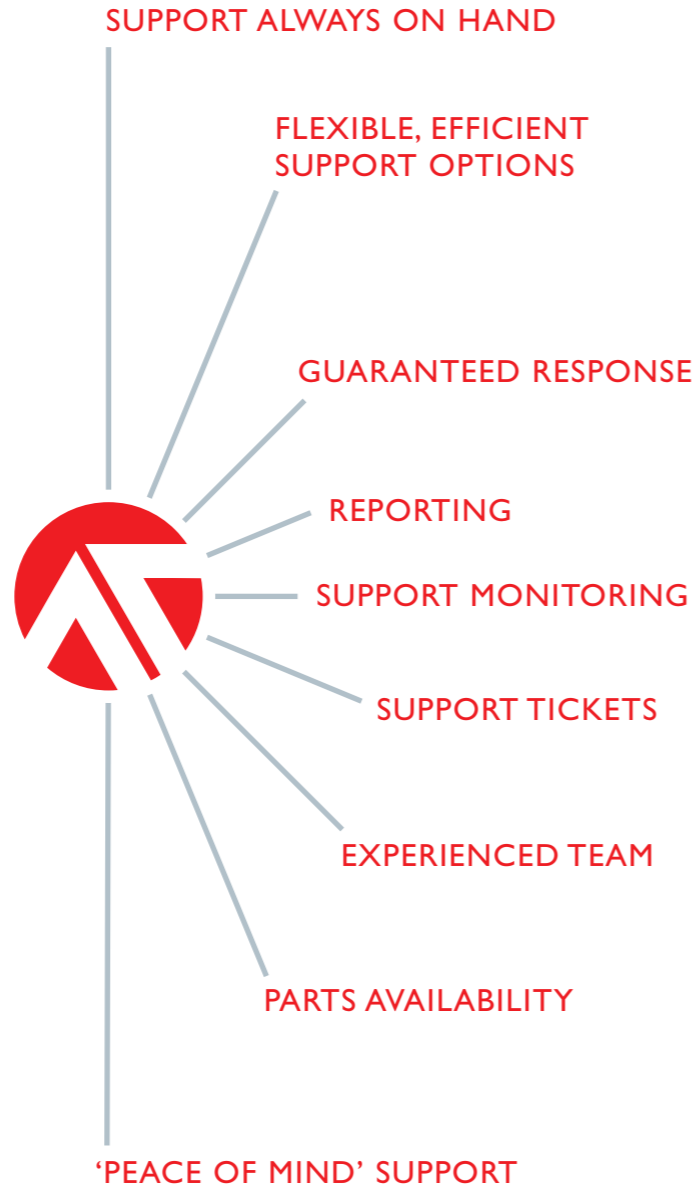 SUPPORT ALWAYS ON HAND
FLEXIBLE, EFFICIENT
SUPPORT OPTIONS
GUARANTEED RESPONSE
REPORTING
SUPPORT MONITORING
SUPPORT TICKETS
EXPERIENCED TEAM
PARTS AVAILABILITY
‘PEACE OF MIND’ SUPPORT